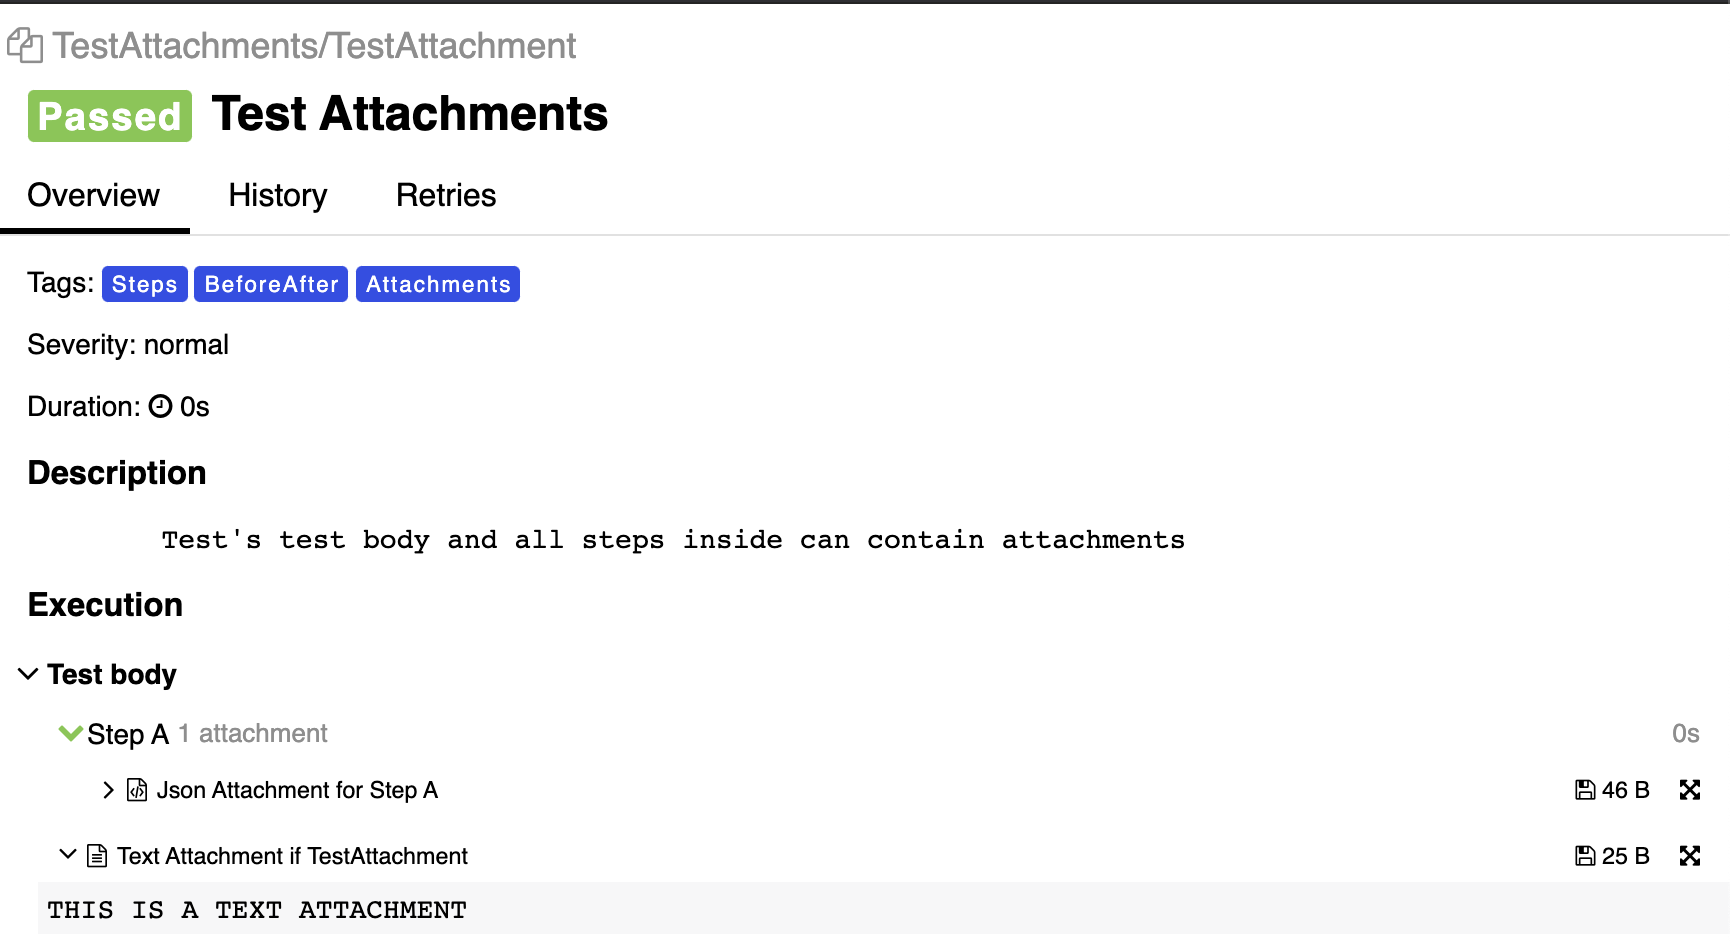 TestAttachments/TestAttachment
Passed Test Attachments
Overview History Retries
Tags: Steps BeforeAfter Attachments
Severity: normal
Duration: 0s
Description
Test's test body and all steps inside can contain attachments
Execution
Test body
Step A 1 attachment 0s
Json Attachment for Step A 46 B
Text Attachment if TestAttachment 25 B
THIS IS A TEXT ATTACHMENT